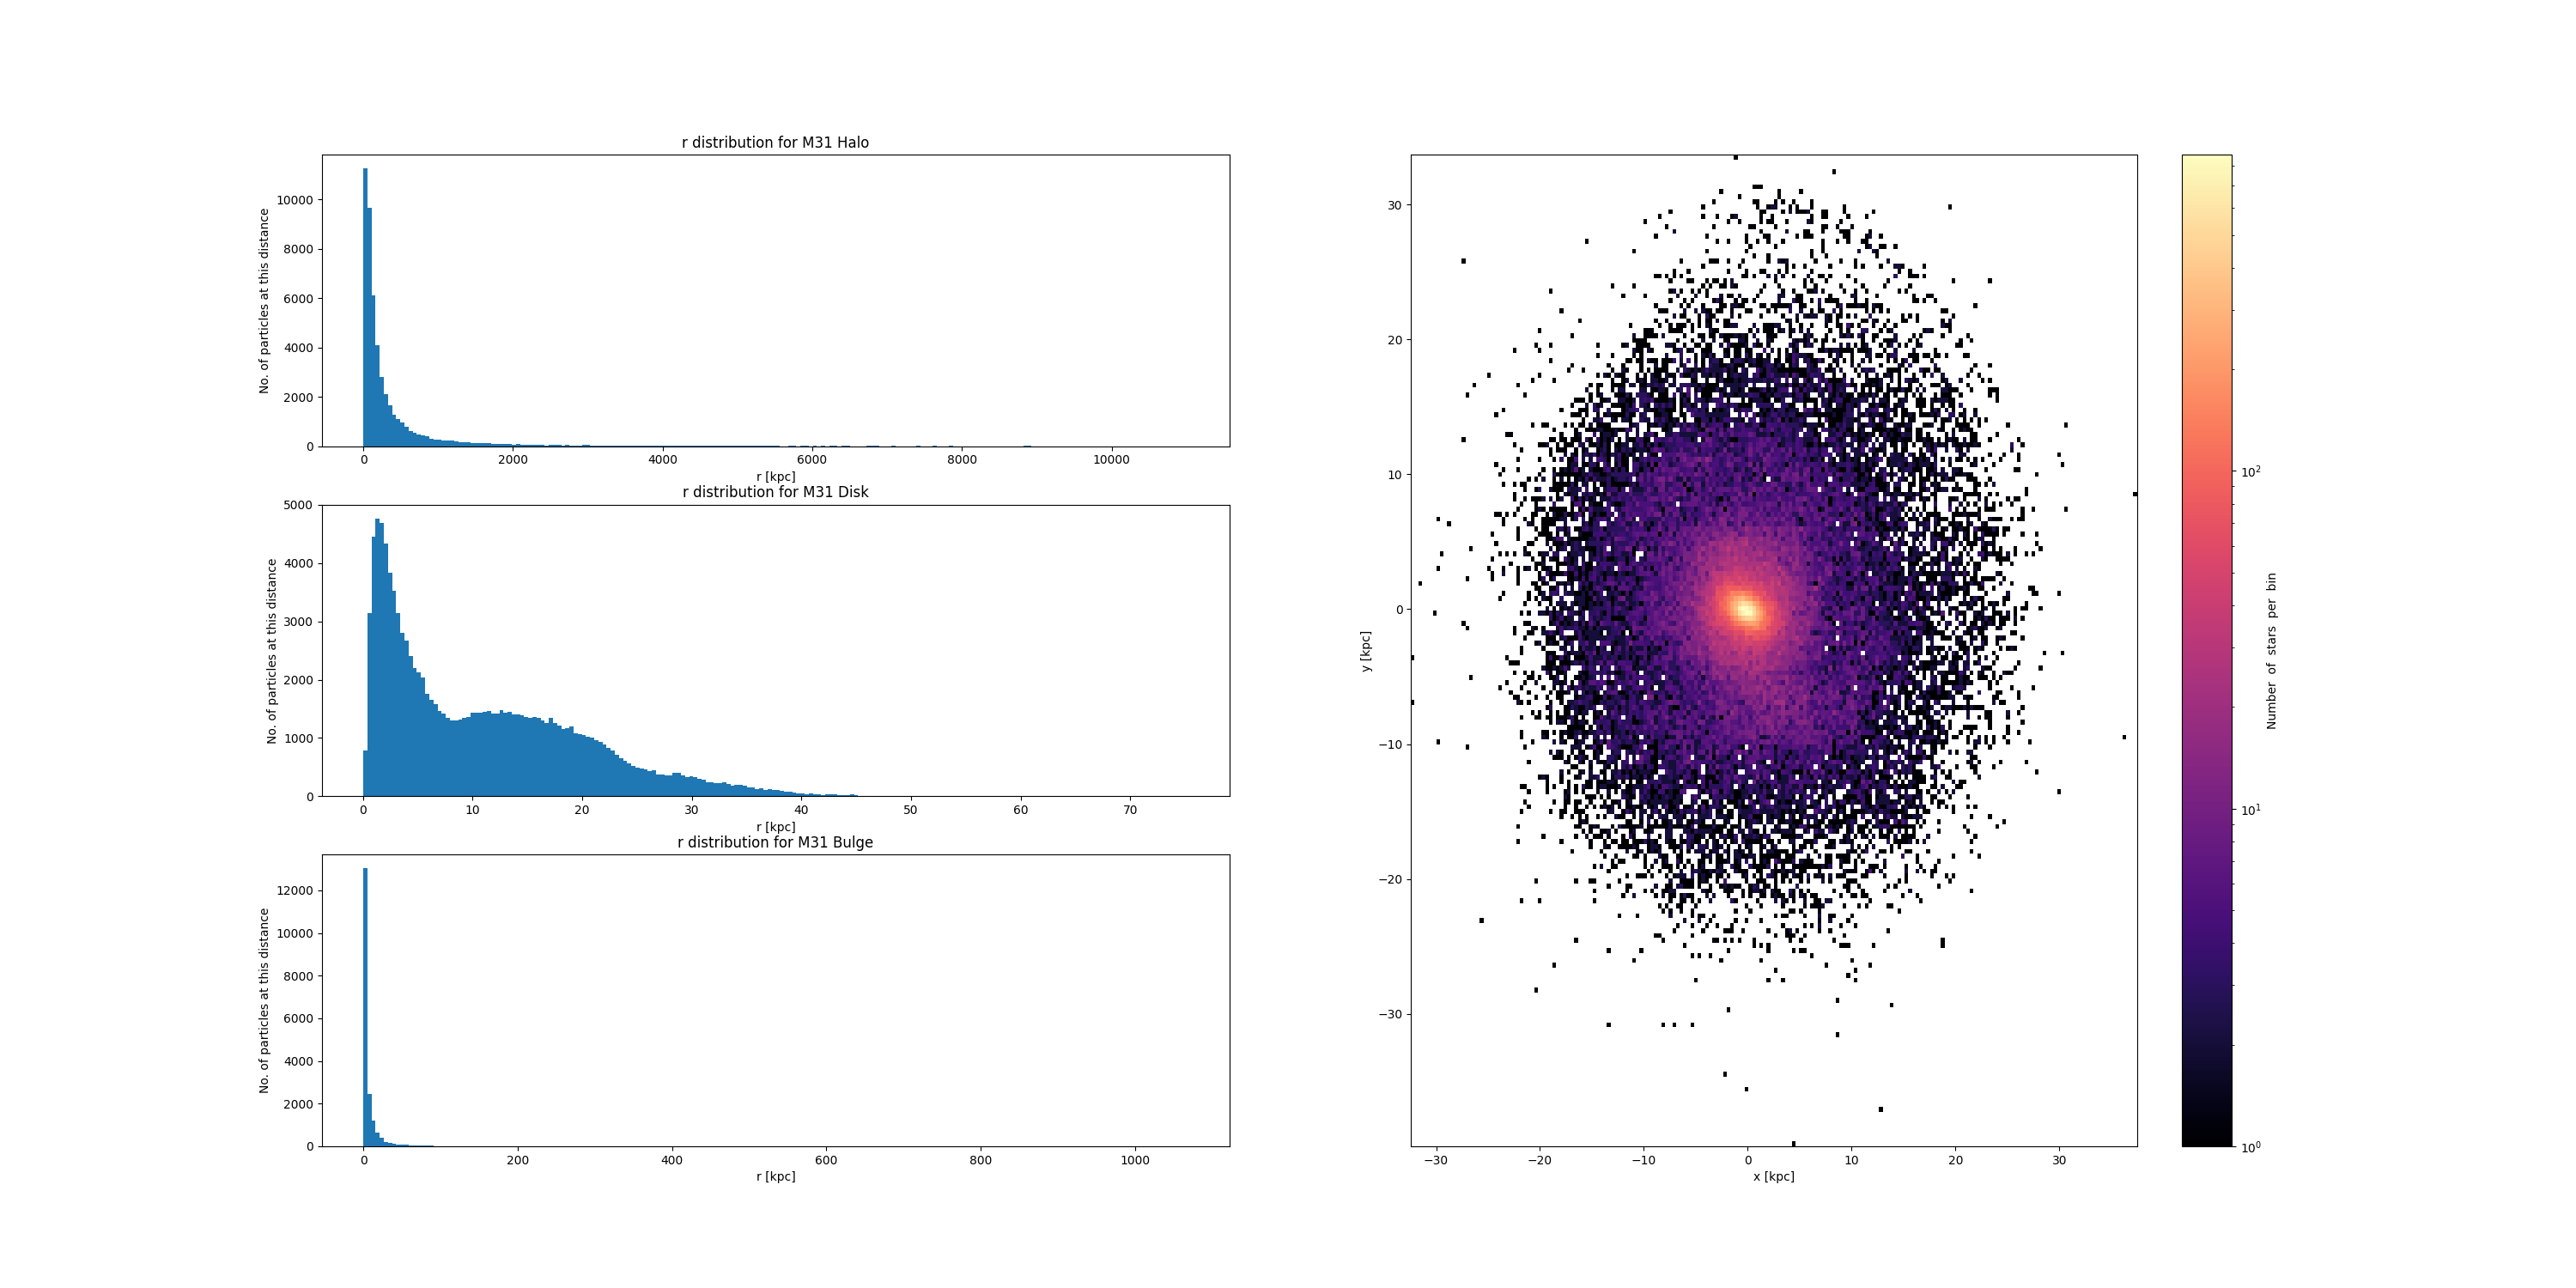 r distribution for M31 Halo
No. of particles at this distance
10000
8000
6000
4000
2000
0
0 2000 4000 6000 8000 10000
r [kpc]
r distribution for M31 Disk
No. of particles at this distance
5000
4000
3000
2000
1000
0
0 10 20 30 40 50 60 70
r [kpc]
r distribution for M31 Bulge
No. of particles at this distance
12000
10000
8000
6000
4000
2000
0
0 200 400 600 800 1000
r [kpc]
y [kpc]
30
20
10
0
−10
−20
−30
−30 −20 −10 0 10 20 30
x [kpc]
10²
10¹
10⁰
Number of stars per bin